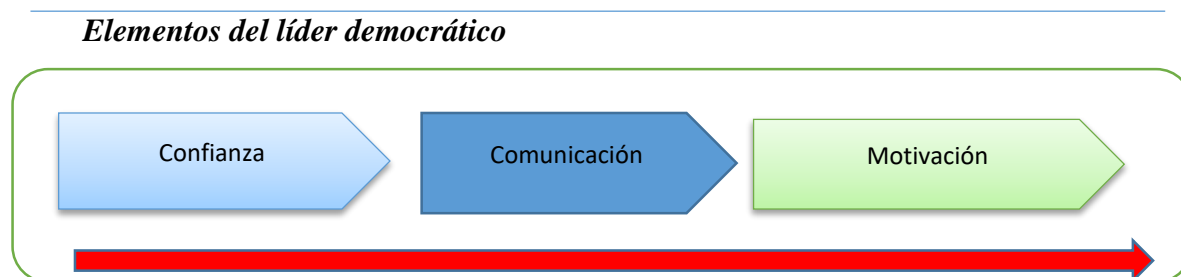 Elementos del líder democrático
Confianza
Comunicación
Motivación